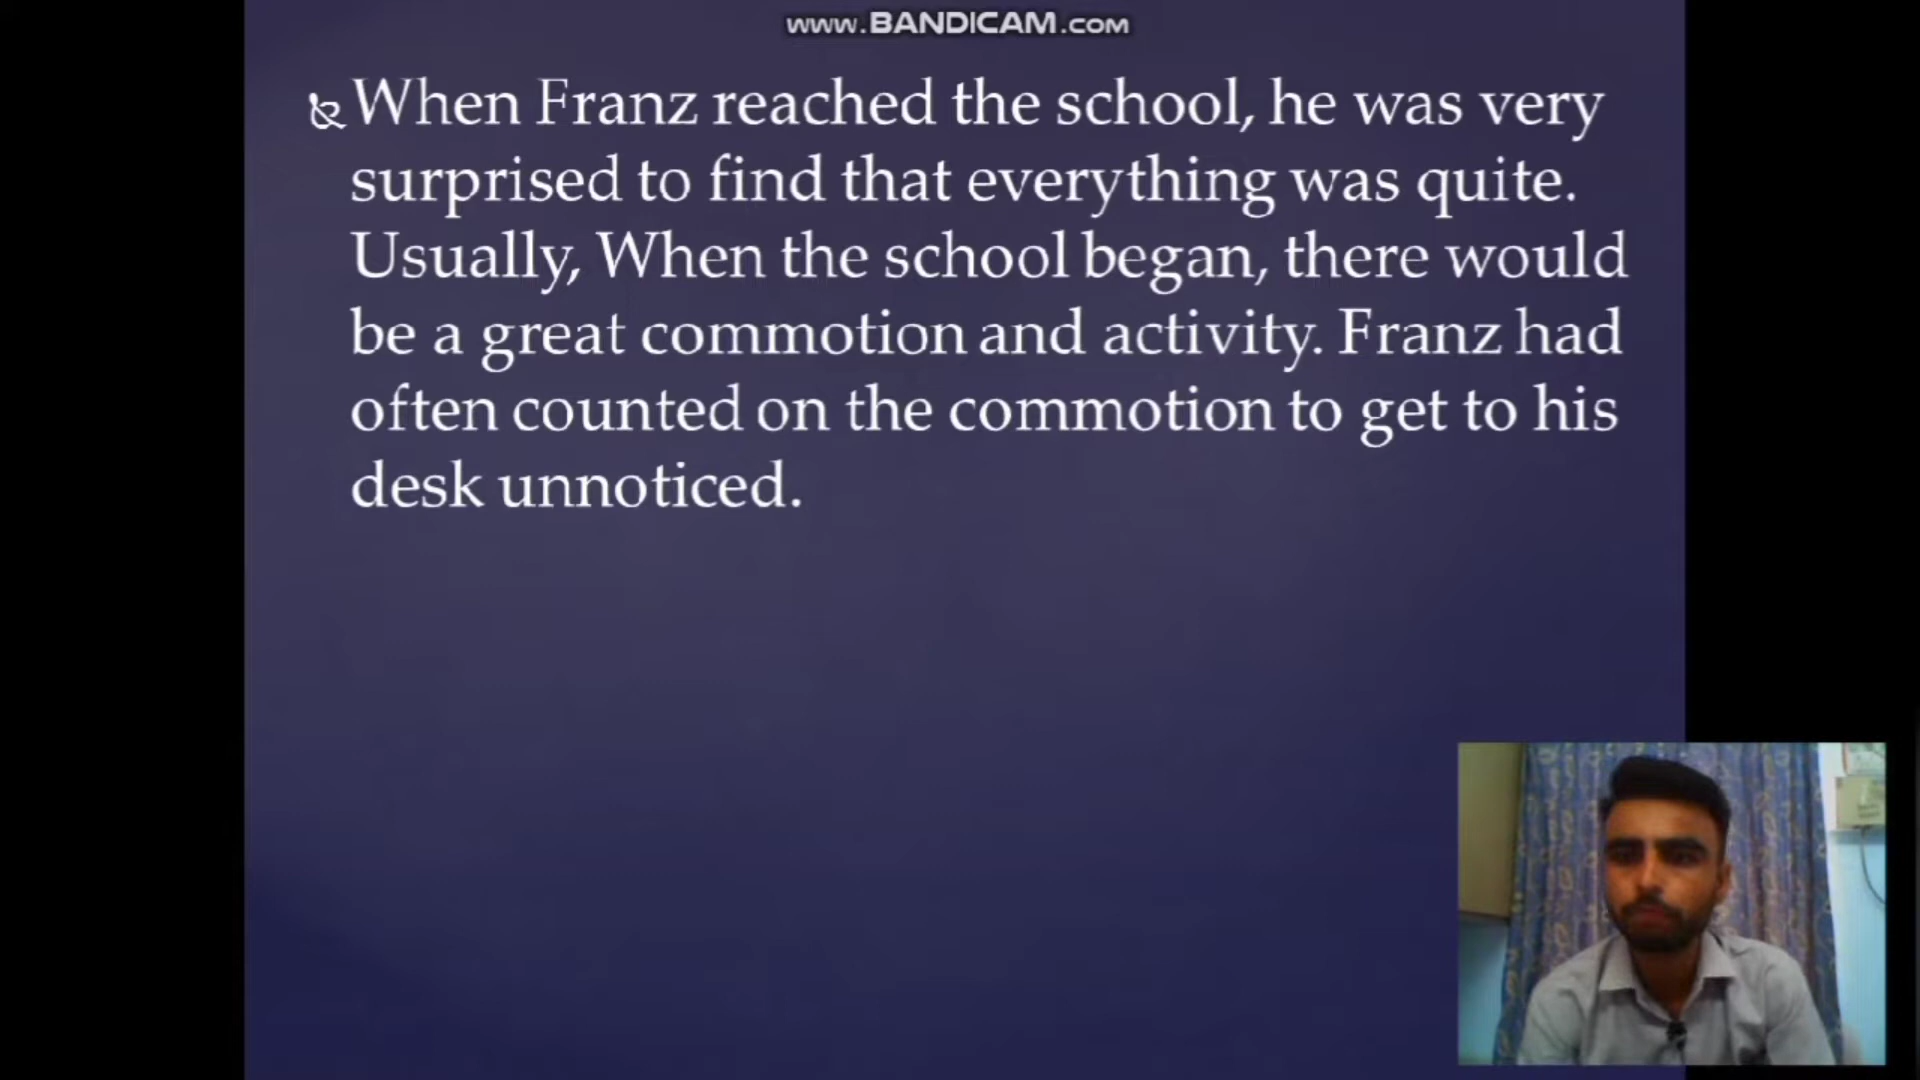 www.BANDICAM.com
When Franz reached the school, he was very
surprised to find that everything was quite.
Usually, When the school began, there would
be a great commotion and activity. Franz had
often counted on the commotion to get to his
desk unnoticed.